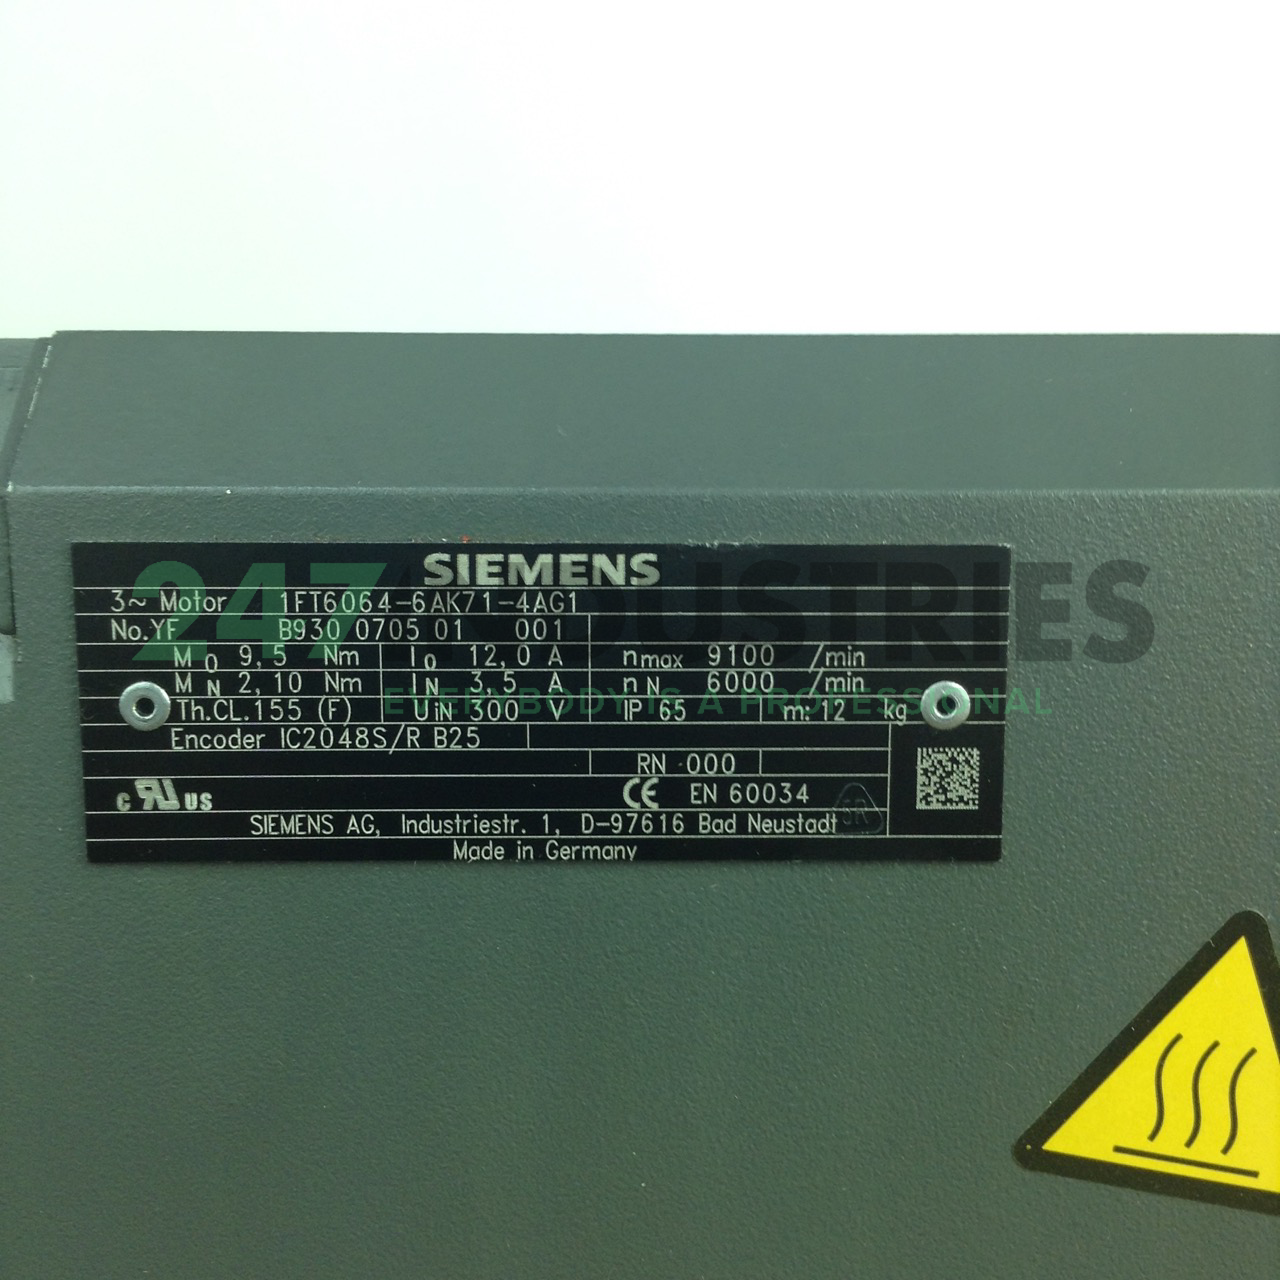 SIEMENS
3~ Motor 1FT6064-6AK71-4AG1
No.YF B930 0705 01 001
M0 9,5 Nm I0 12,0 A nmax 9100 /min
MN 2,10 Nm IN 3,5 A nN 6000 /min
Th.CL.155 (F) UiN 300 V IP 65 m: 12 kg
Encoder IC2048S/R B25
RN 000
c RU US CE EN 60034
SIEMENS AG, Industriestr. 1, D-97616 Bad Neustadt SR
Made in Germany
247 INDUSTRIES
EVERYBODY IS A PROFESSIONAL